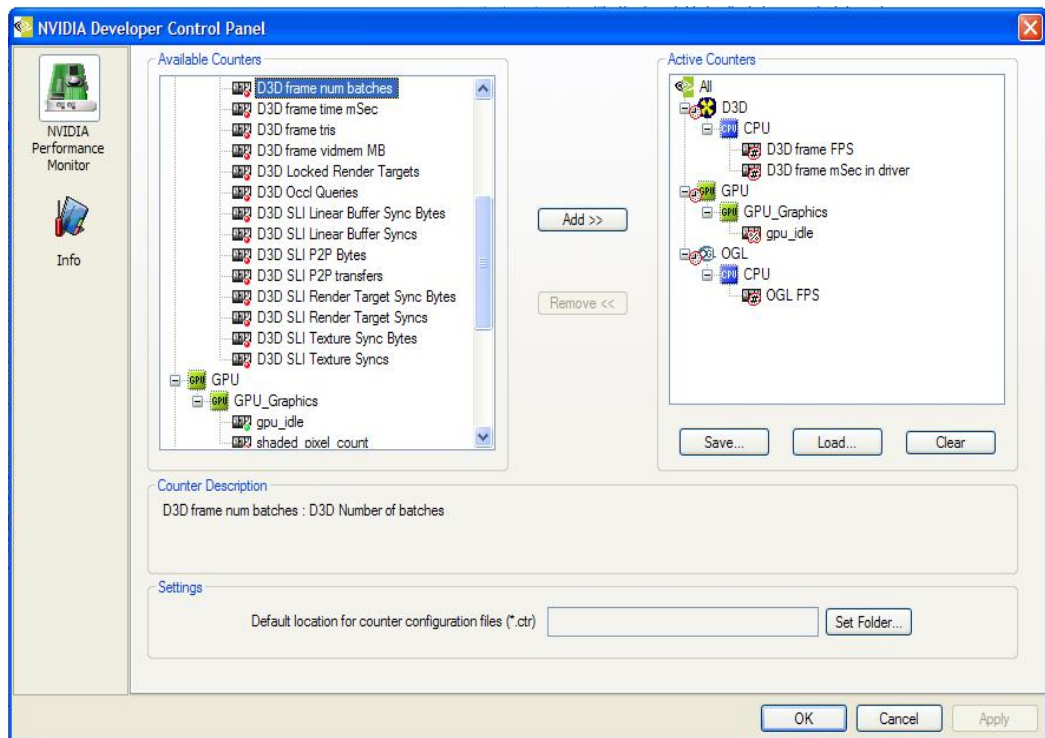 NVIDIA Developer Control Panel
NVIDIA
Performance
Monitor
Info
Available Counters
D3D frame num batches
D3D frame time mSec
D3D frame tris
D3D frame vidmem MB
D3D Locked Render Targets
D3D Occl Queries
D3D SLI Linear Buffer Sync Bytes
D3D SLI Linear Buffer Syncs
D3D SLI P2P Bytes
D3D SLI P2P transfers
D3D SLI Render Target Sync Bytes
D3D SLI Render Target Syncs
D3D SLI Texture Sync Bytes
D3D SLI Texture Syncs
GPU GPU
GPU GPU_Graphics
gpu_idle
shaded_pixel_count
Add >>
Remove <<
Active Counters
All
D3D
CPU CPU
D3D frame FPS
D3D frame mSec in driver
GPU GPU
GPU GPU_Graphics
gpu_idle
OGL
CPU CPU
OGL FPS
Save...
Load...
Clear
Counter Description
D3D frame num batches : D3D Number of batches
Settings
Default location for counter configuration files (*.ctr)
Set Folder...
OK
Cancel
Apply